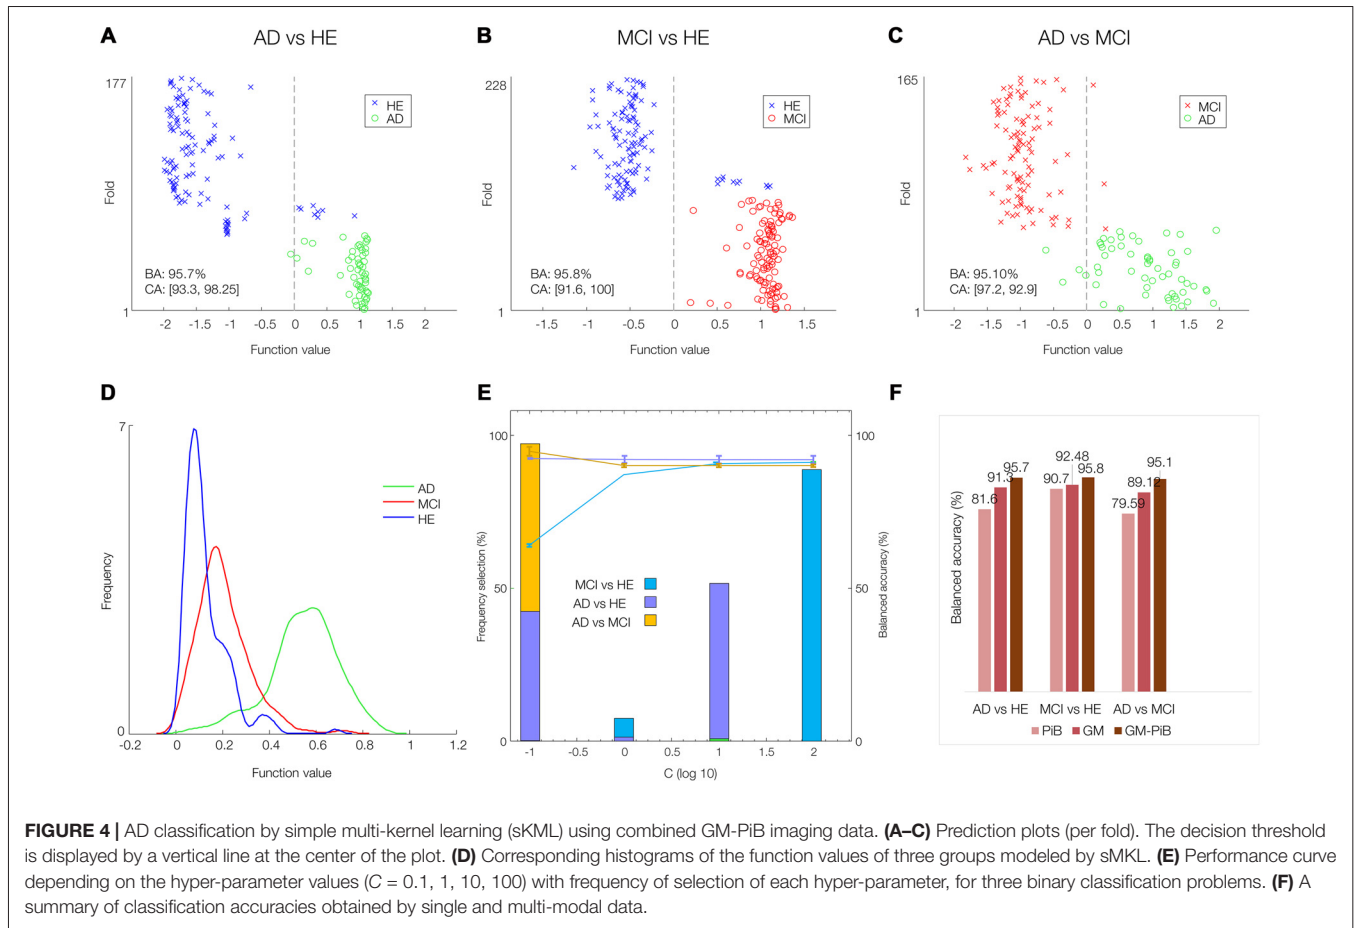 A
AD vs HE
177
× HE
○ AD
Fold
BA: 95.7%
CA: [93.3, 98.25]
1
-2 -1.5 -1 -0.5 0 0.5 1 1.5 2
Function value
B
MCI vs HE
228
× HE
○ MCI
Fold
BA: 95.8%
CA: [91.6, 100]
1
-1.5 -1 -0.5 0 0.5 1 1.5
Function value
C
AD vs MCI
165
× MCI
○ AD
Fold
BA: 95.10%
CA: [97.2, 92.9]
1
-2 -1.5 -1 -0.5 0 0.5 1 1.5 2
Function value
D
7
AD
MCI
HE
Frequency
0
-0.2 0 0.2 0.4 0.6 0.8 1 1.2
Function value
E
100 100
Frequency selection (%)
Balanced accuracy (%)
50 50
MCI vs HE
AD vs HE
AD vs MCI
0 0
-1 -0.5 0 0.5 1 0.5 2
C (log 10)
F
Balanced accuracy (%)
81.6 91.3 95.7 90.7 92.48 95.8 79.59 89.12 95.1
AD vs HE MCI vs HE AD vs MCI
PiB GM GM-PiB
FIGURE 4 | AD classification by simple multi-kernel learning (sKML) using combined GM-PiB imaging data. (A–C) Prediction plots (per fold). The decision threshold
is displayed by a vertical line at the center of the plot. (D) Corresponding histograms of the function values of three groups modeled by sMKL. (E) Performance curve
depending on the hyper-parameter values (C = 0.1, 1, 10, 100) with frequency of selection of each hyper-parameter, for three binary classification problems. (F) A
summary of classification accuracies obtained by single and multi-modal data.